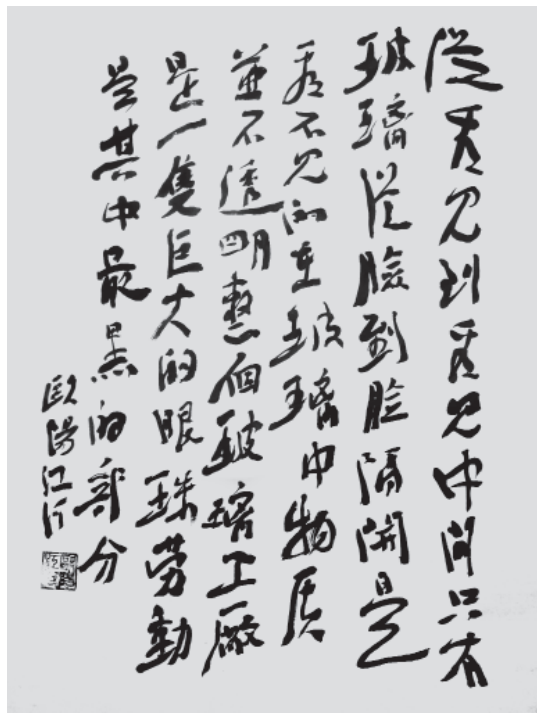 從看见到看见中间只有
玻璃從臉到脸隔開是
看不见的在玻璃中物质
並不透明整個玻璃工廠
是一隻巨大的眼珠勞動
是其中最黑的部分
歐陽江河